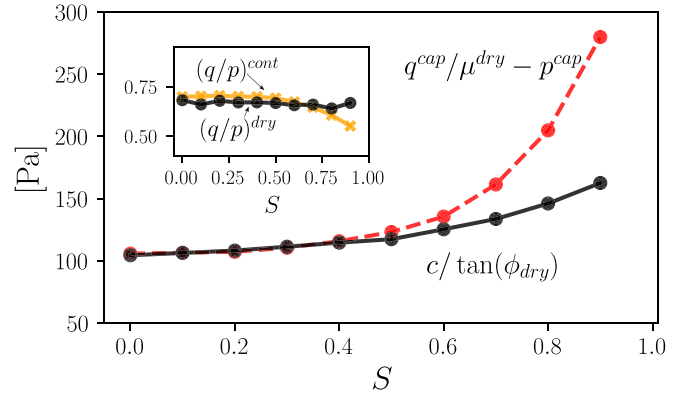 300
250
200
150
100
50
[Pa]
q^{cap}/μ^{dry} − p^{cap}
c/ tan(ϕ_{dry})
0.0 0.2 0.4 0.6 0.8 1.0
S
(q/p)^{cont}
0.75
(q/p)^{dry}
0.50
0.00 0.25 0.50 0.75 1.00
S